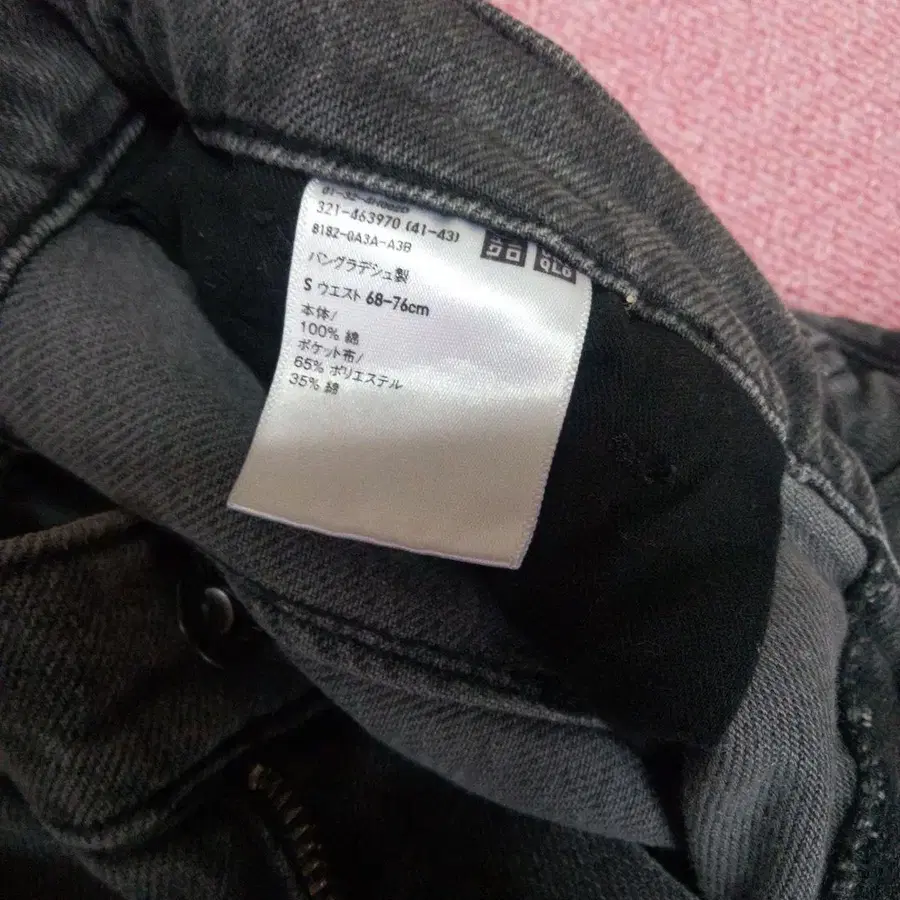 321-463970 (41-43)
8182-QA3A-A3B
バングラデシュ製
S ウエスト 68-76cm
本体/
100% 綿
ポケット布/
65% ポリエステル
35% 綿
QLO